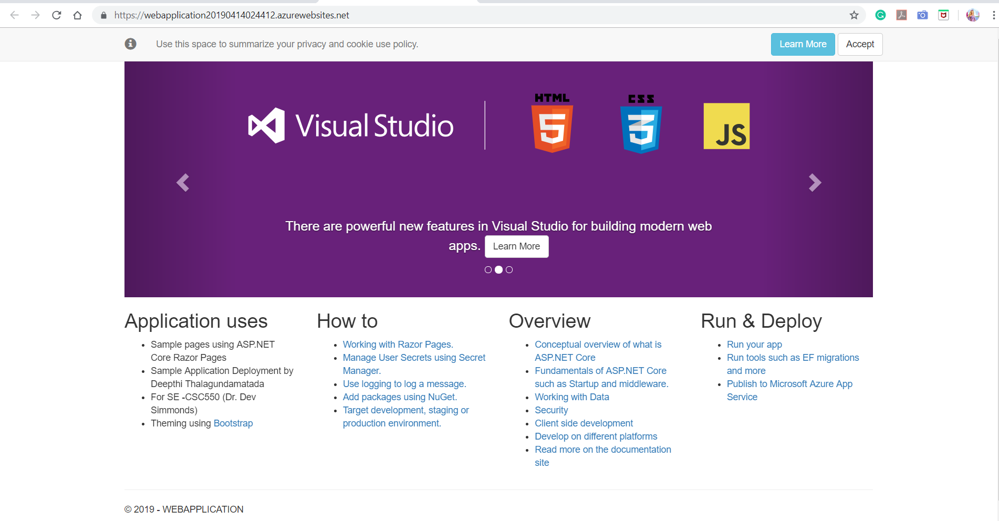 https://webapplication20190414024412.azurewebsites.net
Use this space to summarize your privacy and cookie use policy.
Learn More
Accept
Visual Studio
HTML
5
CSS
3
JS
There are powerful new features in Visual Studio for building modern web
apps. Learn More
Application uses
Sample pages using ASP.NET
Core Razor Pages
Sample Application Deployment by
Deepthi Thalagundamatada
For SE -CSC550 (Dr. Dev
Simmonds)
Theming using Bootstrap
How to
Working with Razor Pages.
Manage User Secrets using Secret
Manager.
Use logging to log a message.
Add packages using NuGet.
Target development, staging or
production environment.
Overview
Conceptual overview of what is
ASP.NET Core
Fundamentals of ASP.NET Core
such as Startup and middleware.
Working with Data
Security
Client side development
Develop on different platforms
Read more on the documentation
site
Run & Deploy
Run your app
Run tools such as EF migrations
and more
Publish to Microsoft Azure App
Service
© 2019 - WEBAPPLICATION